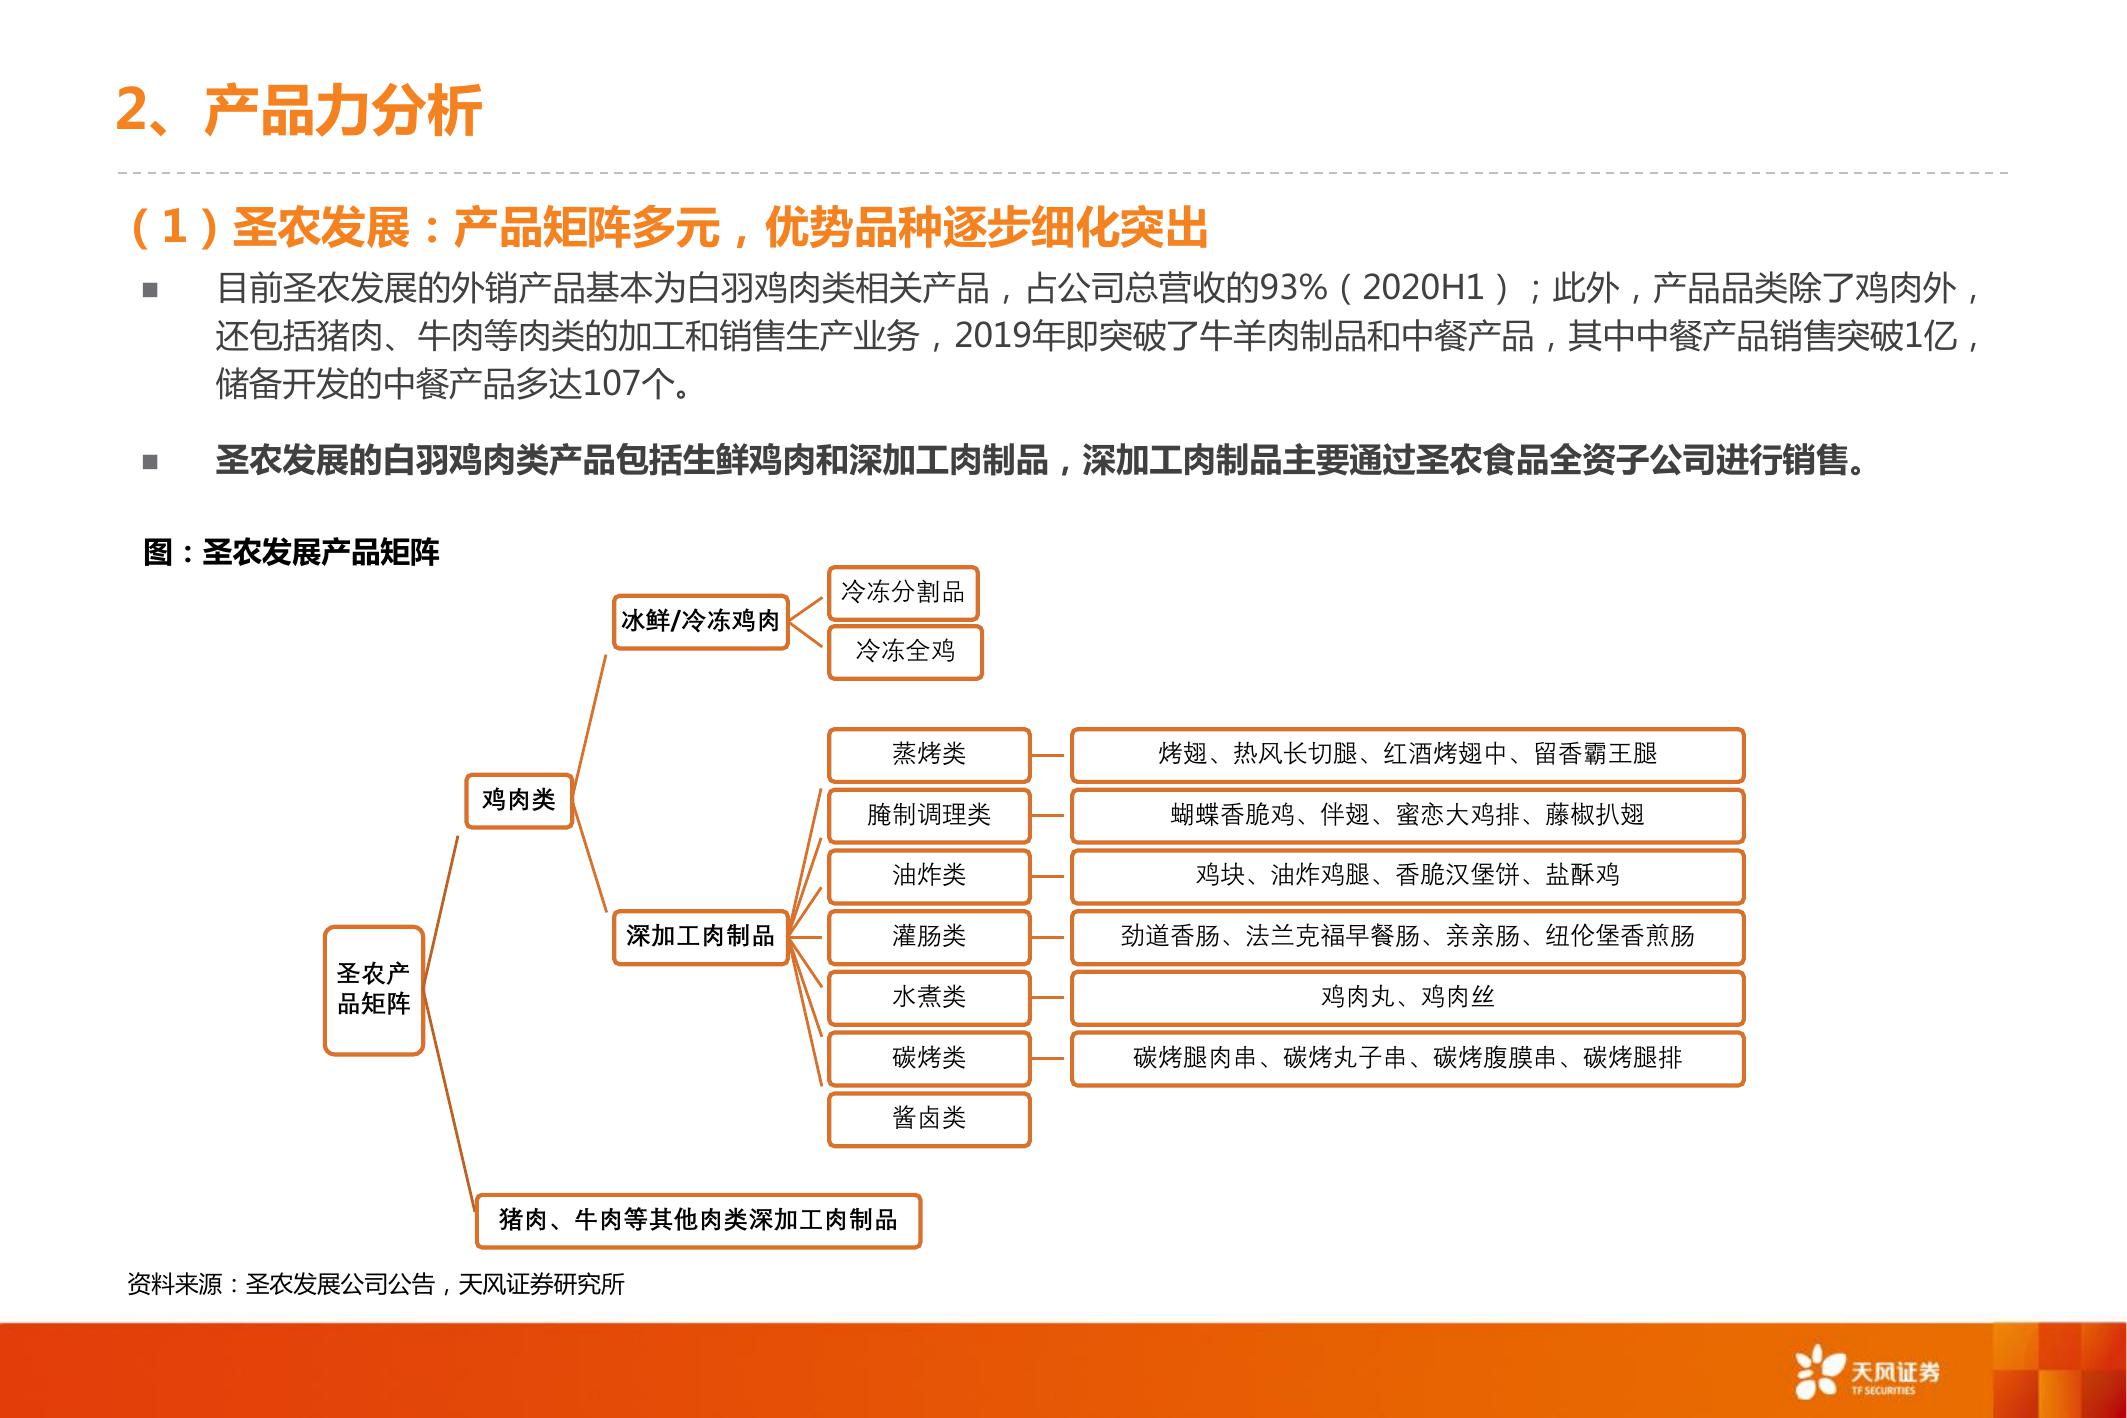 2、产品力分析
（1）圣农发展：产品矩阵多元，优势品种逐步细化突出
■ 目前圣农发展的外销产品基本为白羽鸡肉类相关产品，占公司总营收的93%（2020H1）；此外，产品品类除了鸡肉外，
还包括猪肉、牛肉等肉类的加工和销售生产业务，2019年即突破了牛羊肉制品和中餐产品，其中中餐产品销售突破1亿，
储备开发的中餐产品多达107个。
■ 圣农发展的白羽鸡肉类产品包括生鲜鸡肉和深加工肉制品，深加工肉制品主要通过圣农食品全资子公司进行销售。
图：圣农发展产品矩阵
圣农产
品矩阵
鸡肉类
冰鲜/冷冻鸡肉
冷冻分割品
冷冻全鸡
深加工肉制品
蒸烤类
烤翅、热风长切腿、红酒烤翅中、留香霸王腿
腌制调理类
蝴蝶香脆鸡、伴翅、蜜恋大鸡排、藤椒扒翅
油炸类
鸡块、油炸鸡腿、香脆汉堡饼、盐酥鸡
灌肠类
劲道香肠、法兰克福早餐肠、亲亲肠、纽伦堡香煎肠
水煮类
鸡肉丸、鸡肉丝
碳烤类
碳烤腿肉串、碳烤丸子串、碳烤腹膜串、碳烤腿排
酱卤类
猪肉、牛肉等其他肉类深加工肉制品
资料来源：圣农发展公司公告，天风证券研究所
天风证券
TF SECURITIES